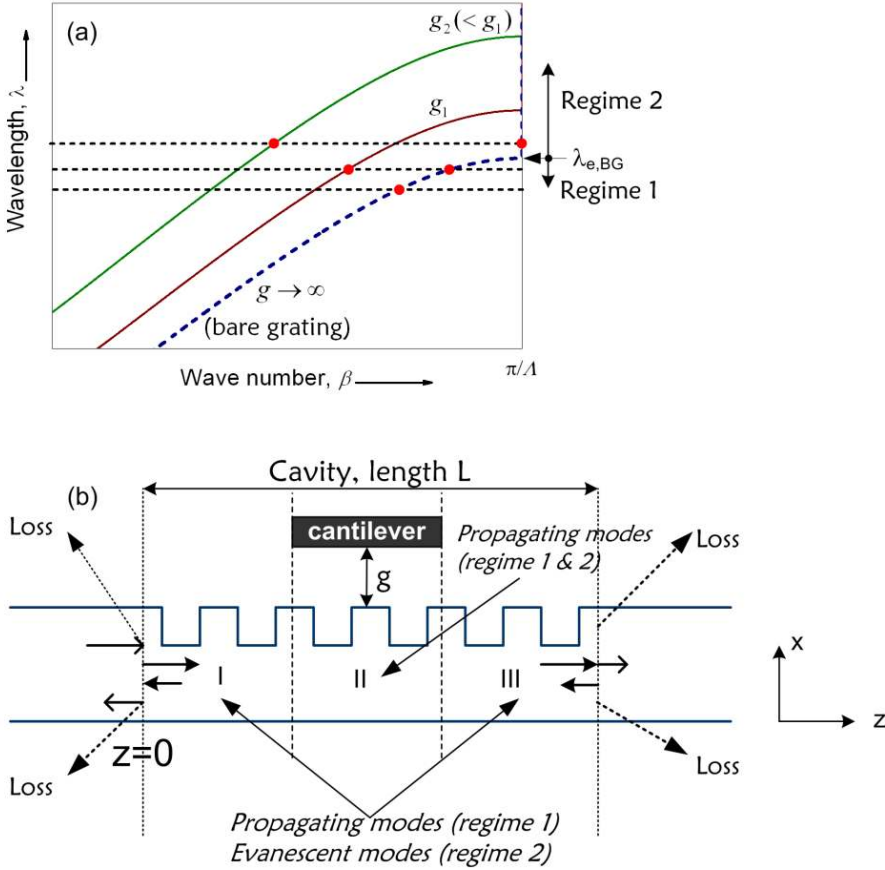 (a)
g₂(< g₁)
g₁
Regime 2
λe,BG
Regime 1
Wavelength, λ
g → ∞
(bare grating)
π/Λ
Wave number, β
Cavity, length L
(b)
Loss
cantilever
Propagating modes
(regime 1 & 2)
Loss
g
x
I
II
III
z
z=0
Loss
Loss
Propagating modes (regime 1)
Evanescent modes (regime 2)